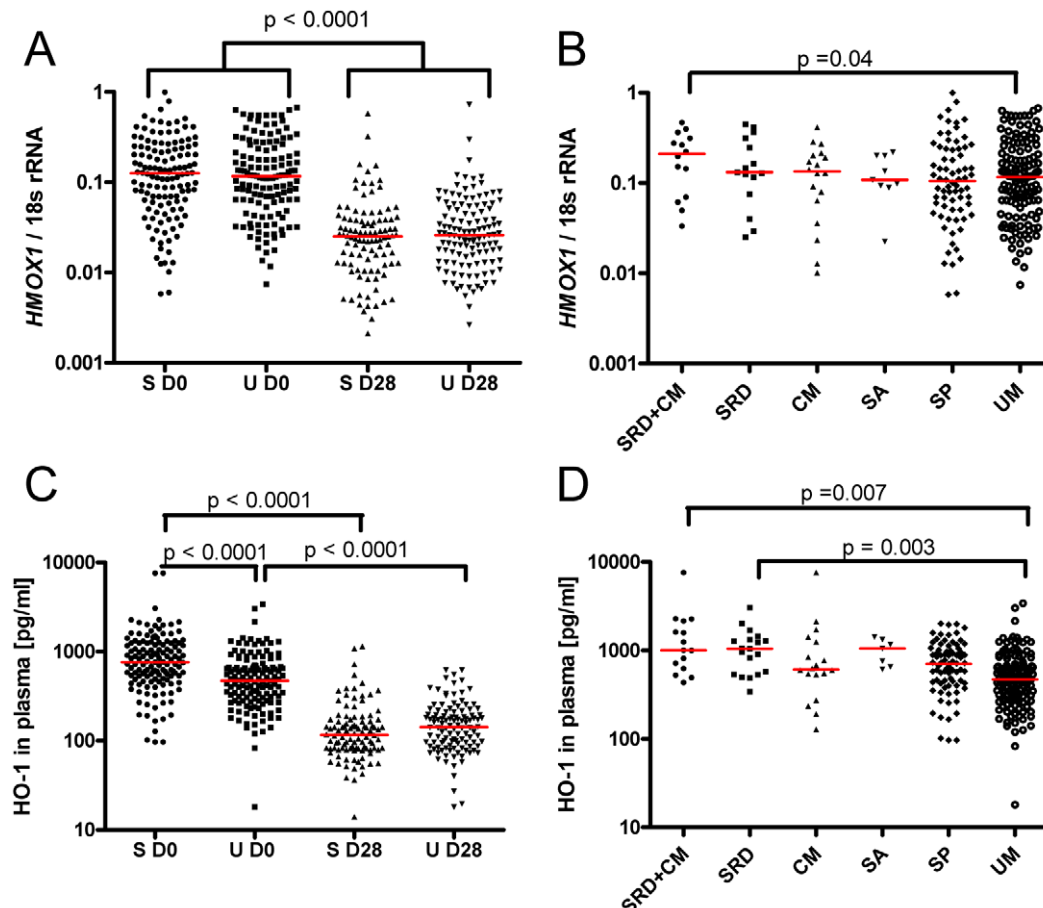 A
p < 0.0001
HMOX1 / 18s rRNA
1
0.1
0.01
0.001
S D0 U D0 S D28 U D28
B
p =0.04
HMOX1 / 18s rRNA
1
0.1
0.01
0.001
SRD+CM SRD CM SA SP UM
C
p < 0.0001
p < 0.0001 p < 0.0001
HO-1 in plasma [pg/ml]
10000
1000
100
10
S D0 U D0 S D28 U D28
D
p =0.007
p = 0.003
HO-1 in plasma [pg/ml]
10000
1000
100
10
SRD+CM SRD CM SA SP UM